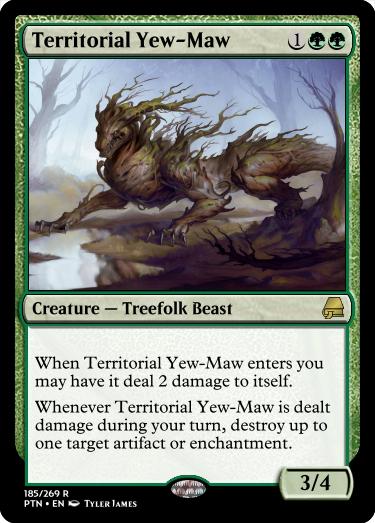 Territorial Yew-Maw 1
Creature — Treefolk Beast
When Territorial Yew-Maw enters you
may have it deal 2 damage to itself.
Whenever Territorial Yew-Maw is dealt
damage during your turn, destroy up to
one target artifact or enchantment.
3/4
185/269 R
PTN • EN Tyler James